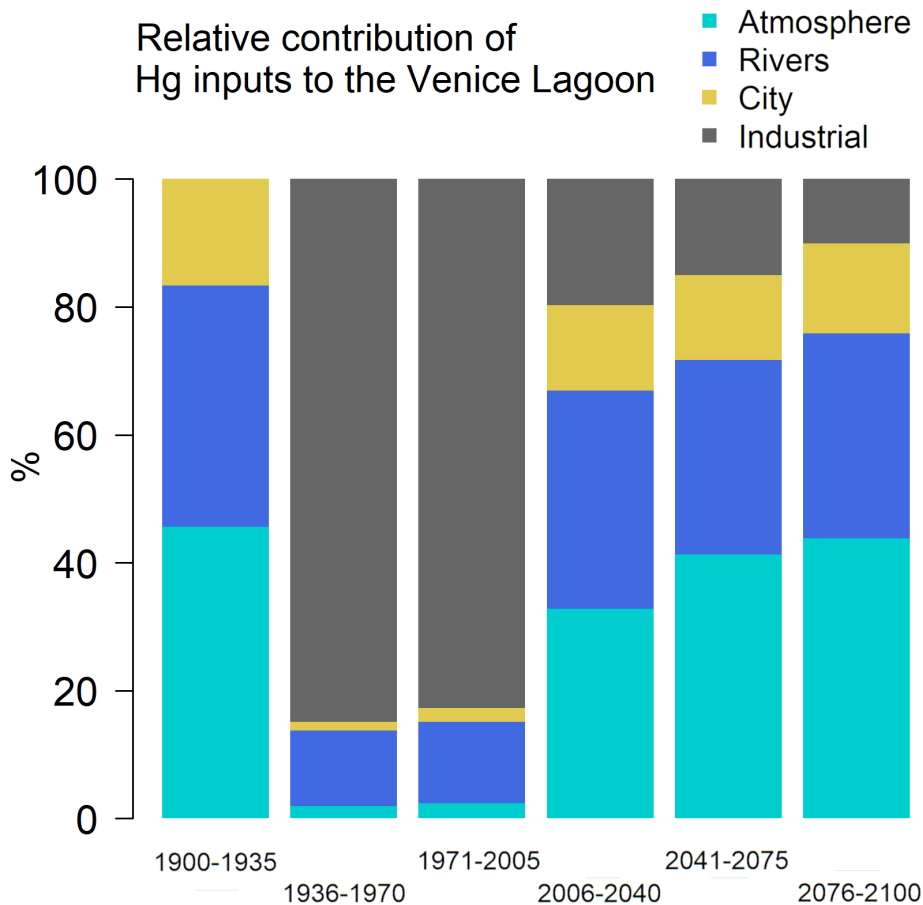 Relative contribution of
Hg inputs to the Venice Lagoon
Atmosphere
Rivers
City
Industrial
100
80
60
40
20
0
%
1900-1935
1936-1970
1971-2005
2006-2040
2041-2075
2076-2100